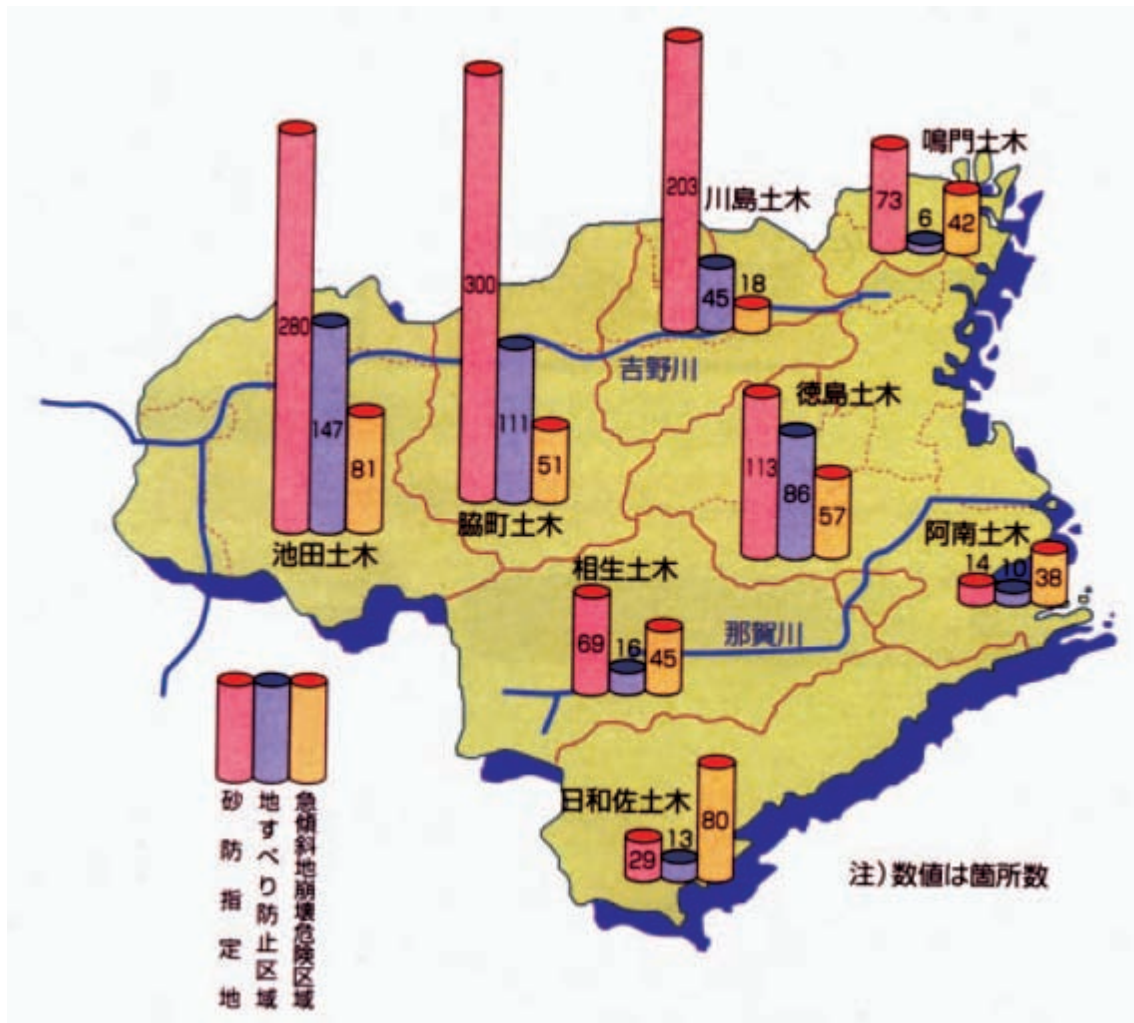 鳴門土木
73
6
42
203
川島土木
45
18
300
280
吉野川
徳島土木
147
111
113
81
51
86
57
池田土木
脇町土木
阿南土木
14
10
38
相生土木
69
16
45
那賀川
日和佐土木
29
13
80
注)数値は箇所数
砂防指定地
地すべり防止区域
急傾斜地崩壊危険区域